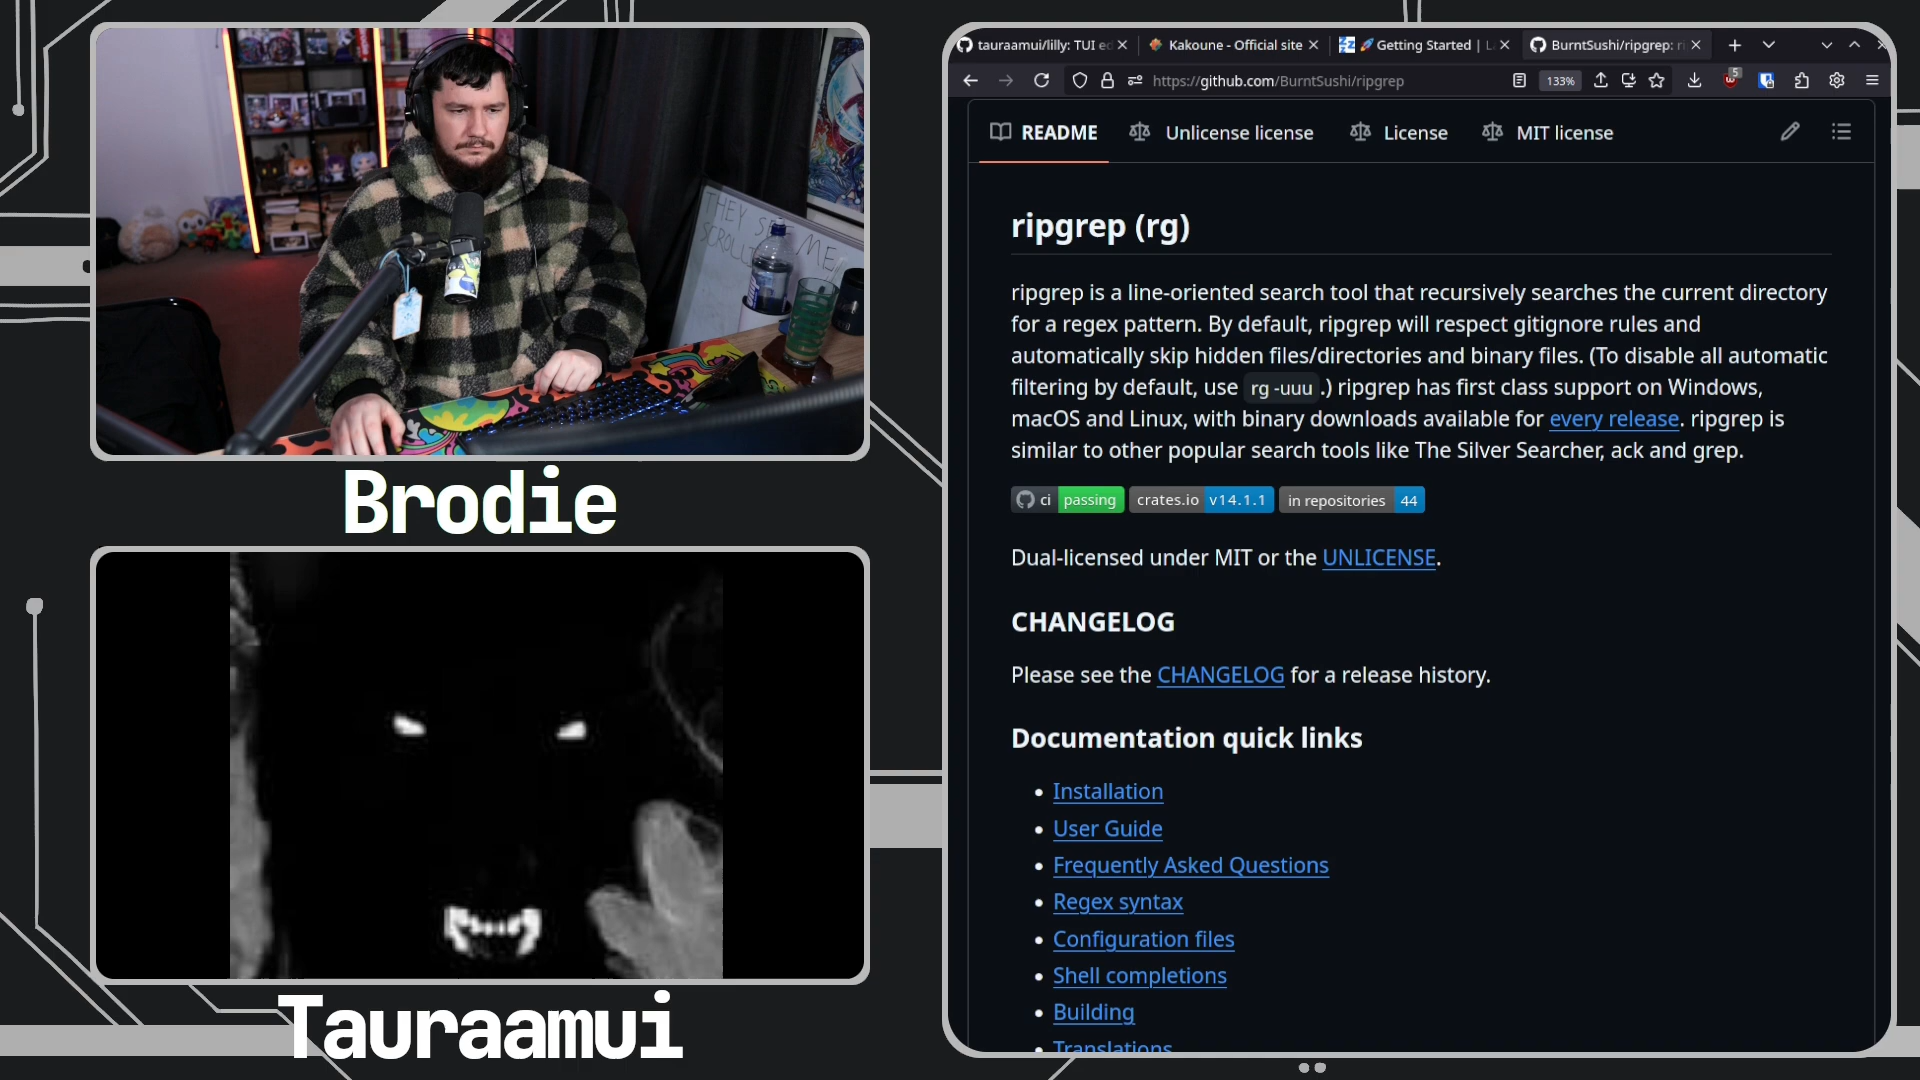 THEY SE ME
SCROLLI
Brodie
Tauraamui
tauraamui/lilly: TUI ed
Kakoune - Official site
Getting Started | L
BurntSushi/ripgrep: ri
https://github.com/BurntSushi/ripgrep
133%
5
README
Unlicense license
License
MIT license
ripgrep (rg)
ripgrep is a line-oriented search tool that recursively searches the current directory
for a regex pattern. By default, ripgrep will respect gitignore rules and
automatically skip hidden files/directories and binary files. (To disable all automatic
filtering by default, use rg -uuu .) ripgrep has first class support on Windows,
macOS and Linux, with binary downloads available for every release. ripgrep is
similar to other popular search tools like The Silver Searcher, ack and grep.
ci passing crates.io v14.1.1 in repositories 44
Dual-licensed under MIT or the UNLICENSE.
CHANGELOG
Please see the CHANGELOG for a release history.
Documentation quick links
Installation
User Guide
Frequently Asked Questions
Regex syntax
Configuration files
Shell completions
Building
Translations